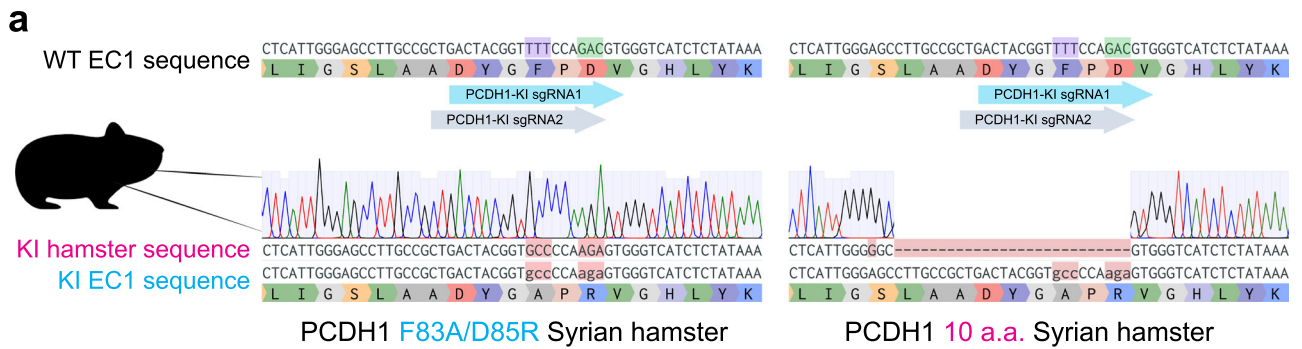 a
WT EC1 sequence
CTCATTGGGAGCCTTGCCGCTGACTACGGTTTTCCAGACGTGGGTCATCTCTATAAA
L I G S L A A D Y G F P D V G H L Y K
PCDH1-KI sgRNA1
PCDH1-KI sgRNA2
KI hamster sequence
CTCATTGGGAGCCTTGCCGCTGACTACGGTGCCCCAAGAGTGGGTCATCTCTATAAA
KI EC1 sequence
CTCATTGGGAGCCTTGCCGCTGACTACGGTgccCCAagaGTGGGTCATCTCTATAAA
L I G S L A A D Y G A P R V G H L Y K
PCDH1 F83A/D85R Syrian hamster
CTCATTGGGAGCCTTGCCGCTGACTACGGTTTTCCAGACGTGGGTCATCTCTATAAA
L I G S L A A D Y G F P D V G H L Y K
PCDH1-KI sgRNA1
PCDH1-KI sgRNA2
CTCATTGGGGGC---------------------------GTGGGTCATCTCTATAAA
CTCATTGGGAGCCTTGCCGCTGACTACGGTgccCCAagaGTGGGTCATCTCTATAAA
L I G S L A A D Y G A P R V G H L Y K
PCDH1 10 a.a. Syrian hamster